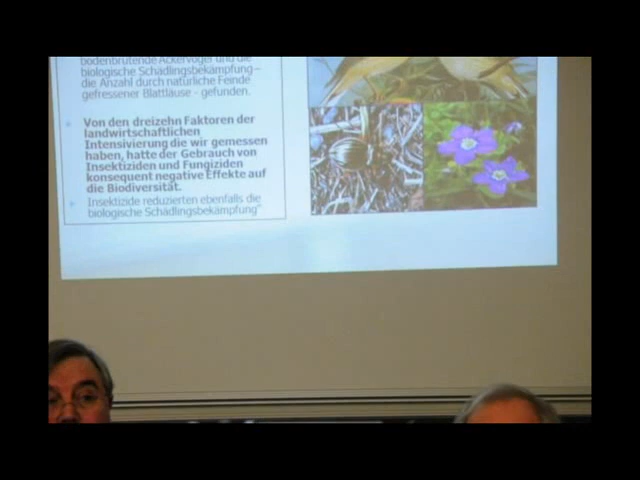 bodenbrütende Ackervögel und die
biologische Schädlingsbekämpfung –
die Anzahl durch natürliche Feinde
gefressener Blattläuse - gefunden.
Von den dreizehn Faktoren der
landwirtschaftlichen
Intensivierung die wir gemessen
haben, hatte der Gebrauch von
Insektiziden und Fungiziden
konsequent negative Effekte auf
die Biodiversität.
Insektizide reduzierten ebenfalls die
biologische Schädlingsbekämpfung"